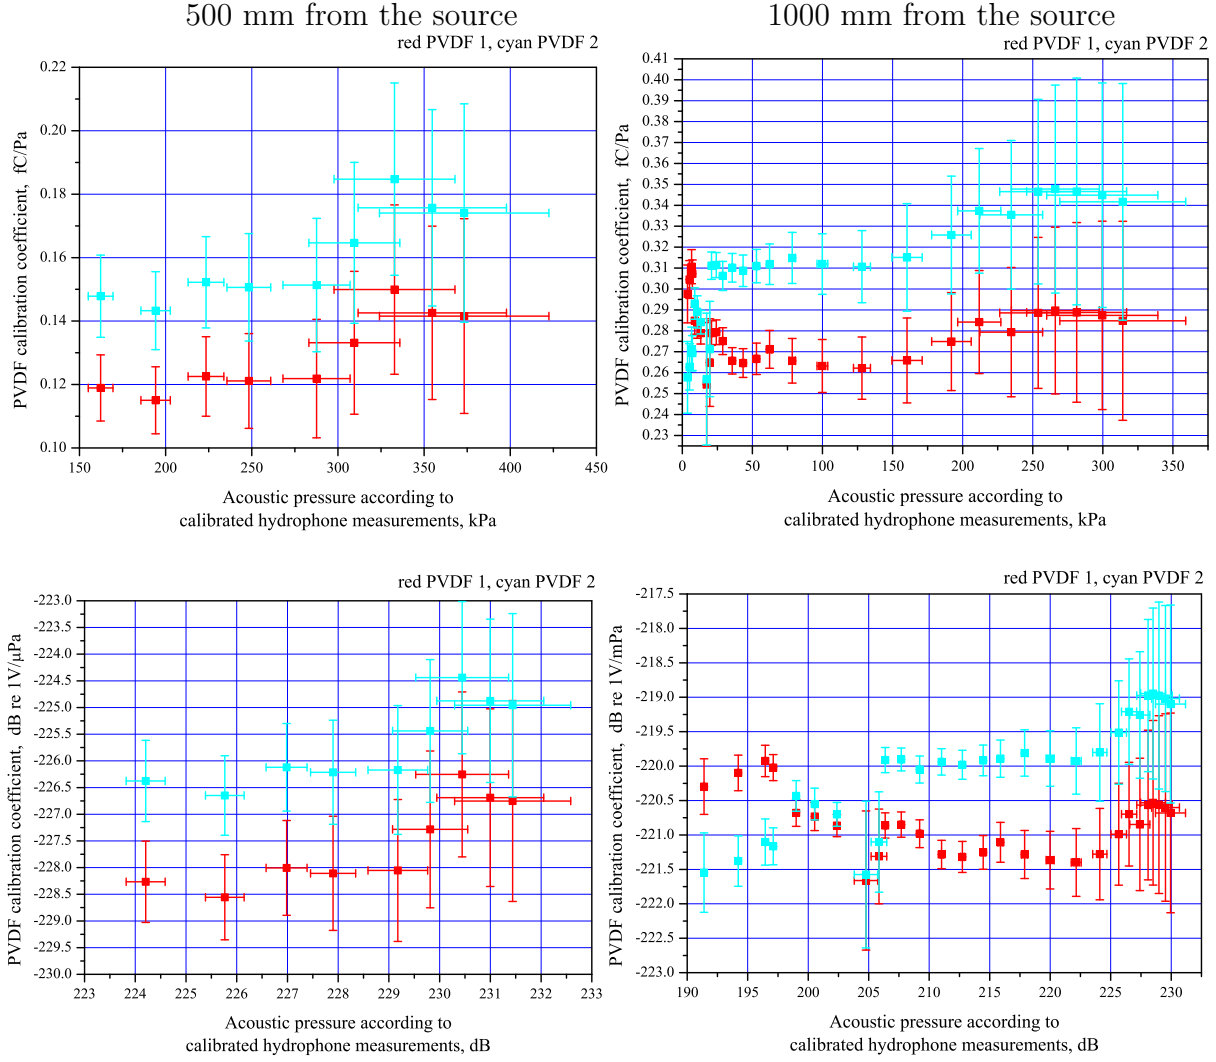 500 mm from the source
1000 mm from the source
red PVDF 1, cyan PVDF 2
PVDF calibration coefficient, fC/Pa
0.22
0.20
0.18
0.16
0.14
0.12
0.10
150 200 250 300 350 400 450
Acoustic pressure according to
calibrated hydrophone measurements, kPa
red PVDF 1, cyan PVDF 2
PVDF calibration coefficient, fC/Pa
0.41
0.40
0.39
0.38
0.37
0.36
0.35
0.34
0.33
0.32
0.31
0.30
0.29
0.28
0.27
0.26
0.25
0.24
0.23
0 50 100 150 200 250 300 350
Acoustic pressure according to
calibrated hydrophone measurements, kPa
red PVDF 1, cyan PVDF 2
PVDF calibration coefficient, dB re 1V/μPa
-223.0
-223.5
-224.0
-224.5
-225.0
-225.5
-226.0
-226.5
-227.0
-227.5
-228.0
-228.5
-229.0
-229.5
-230.0
223 224 225 226 227 228 229 230 231 232 233
Acoustic pressure according to
calibrated hydrophone measurements, dB
red PVDF 1, cyan PVDF 2
PVDF calibration coefficient, dB re 1V/mPa
-217.5
-218.0
-218.5
-219.0
-219.5
-220.0
-220.5
-221.0
-221.5
-222.0
-222.5
-223.0
190 195 200 205 210 215 220 225 230
Acoustic pressure according to
calibrated hydrophone measurements, dB